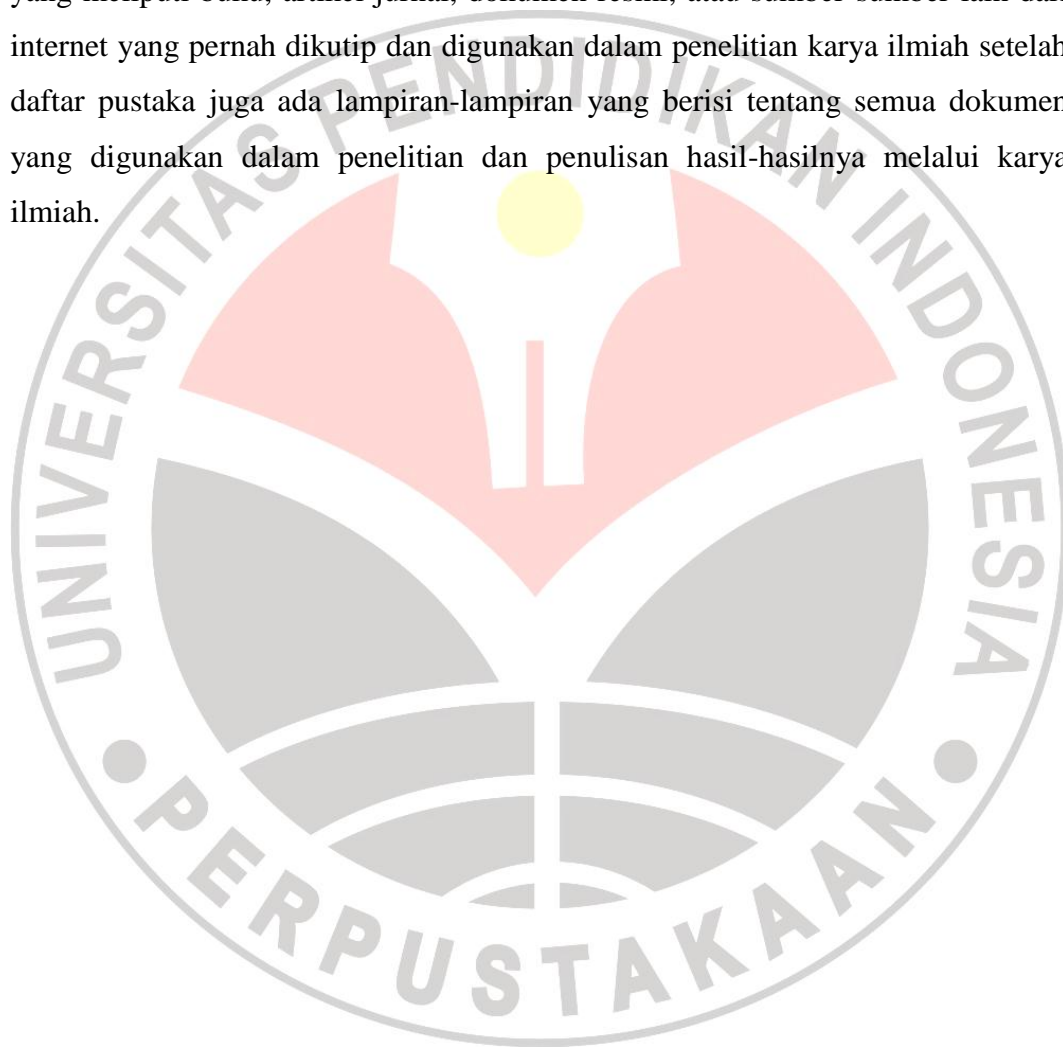 yang meliputi buku, artikel jurnal, dokumen resmi, atau sumber-sumber lain dari
internet yang pernah dikutip dan digunakan dalam penelitian karya ilmiah setelah
daftar pustaka juga ada lampiran-lampiran yang berisi tentang semua dokumen
yang digunakan dalam penelitian dan penulisan hasil-hasilnya melalui karya
ilmiah.
UNIVERSITAS PENDIDIKAN INDONESIA
PERPUSTAKAAN